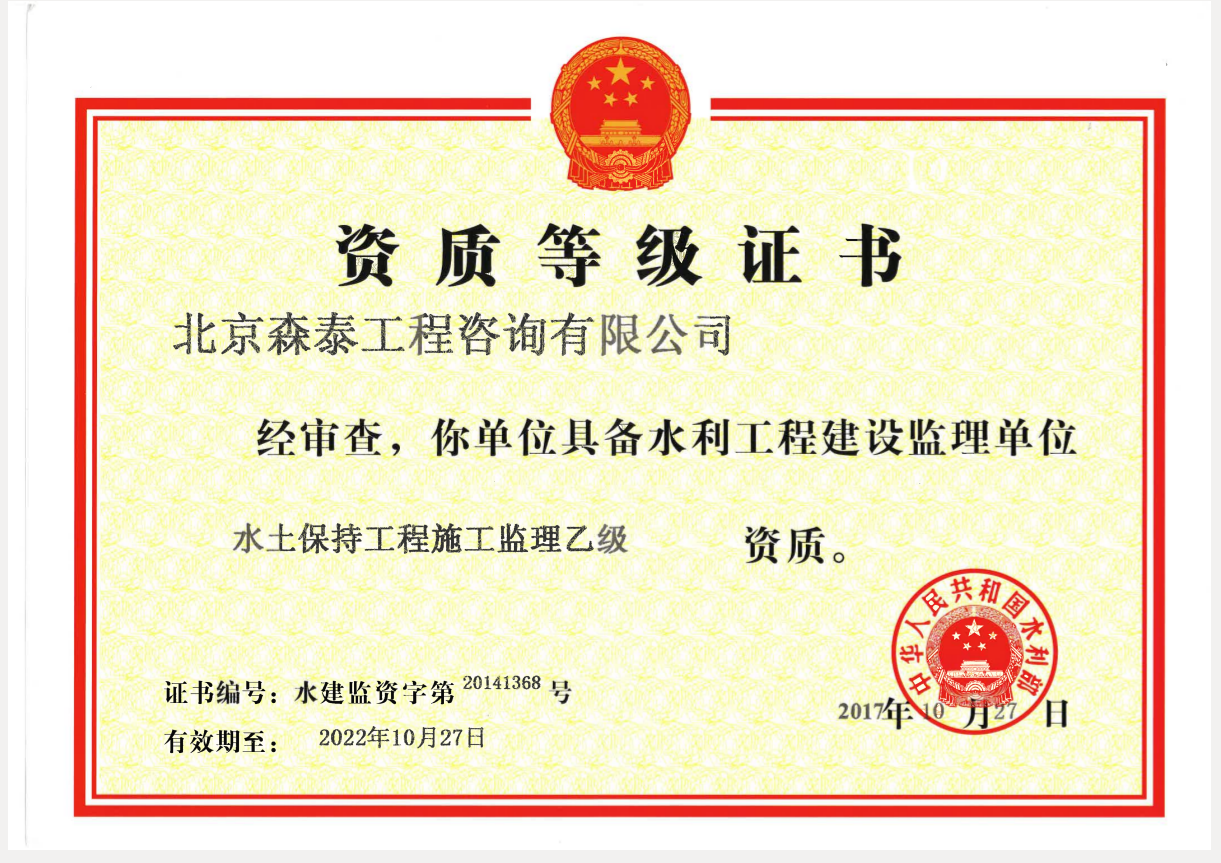 资质等级证书
北京森泰工程咨询有限公司
经审查，你单位具备水利工程建设监理单位
水土保持工程施工监理乙级 资质。
中华人民共和国水利部
证书编号：水建监资字第 20141368 号
2017年10月27日
有效期至： 2022年10月27日